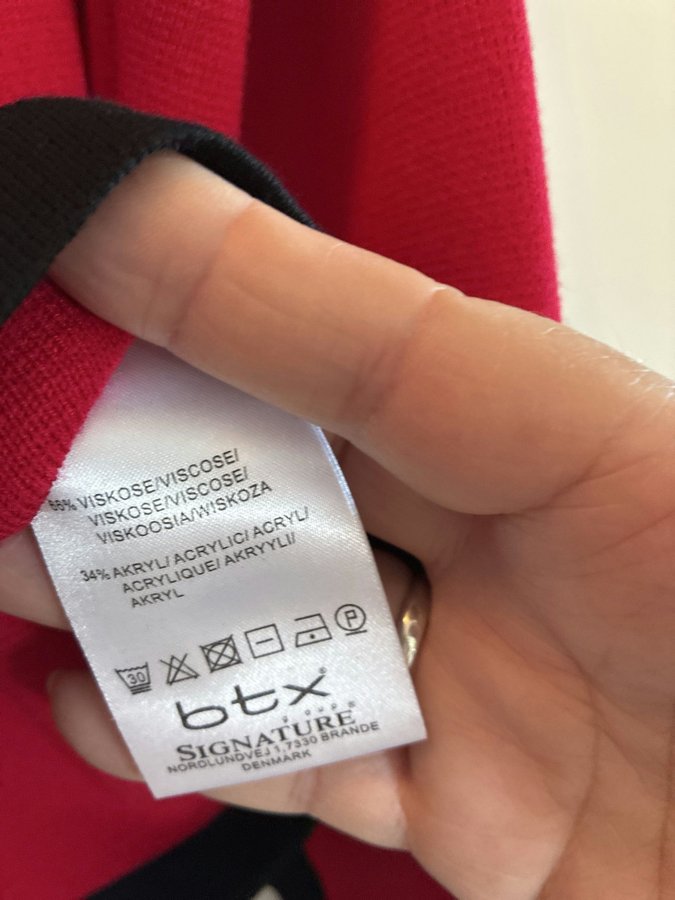 66% VISKOSE/VISCOSE/
VISKOSE/VISCOSE/
VISKOOSIA/WISKOZA
34% AKRYL/ ACRYLIC/ ACRYL/
ACRYLIQUE/ AKRYYLI/
AKRYL
30
P
btx®
group
SIGNATURE
NORDLUNDVEJ 1,7330 BRANDE
DENMARK